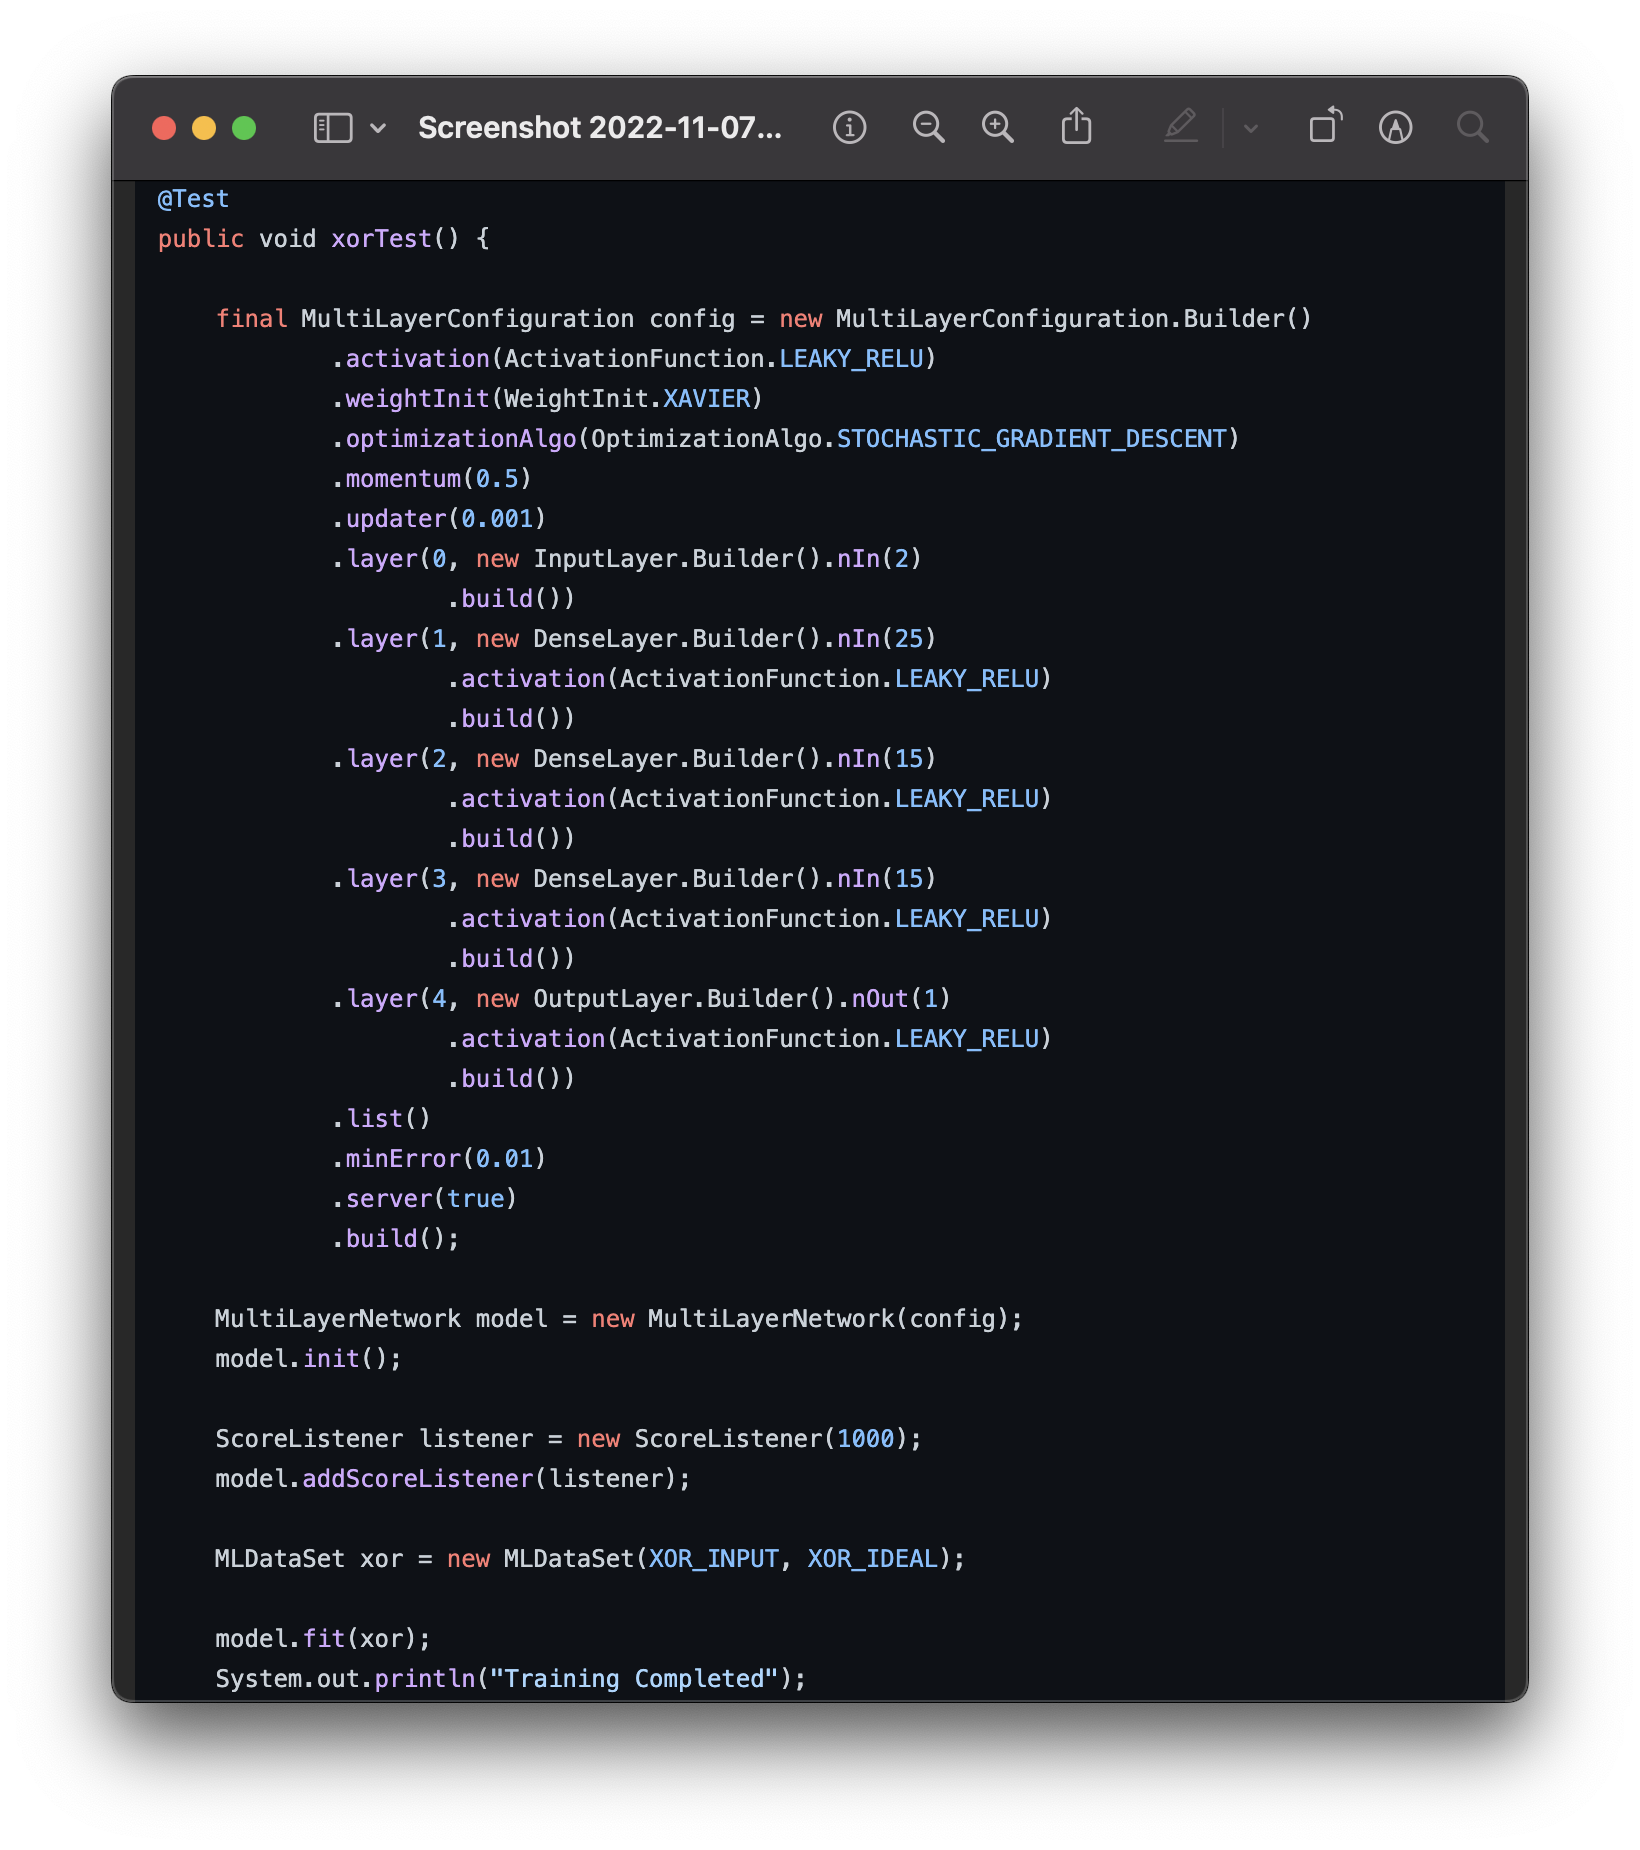 Screenshot 2022-11-07...
@Test
public void xorTest() {
final MultiLayerConfiguration config = new MultiLayerConfiguration.Builder()
.activation(ActivationFunction.LEAKY_RELU)
.weightInit(WeightInit.XAVIER)
.optimizationAlgo(OptimizationAlgo.STOCHASTIC_GRADIENT_DESCENT)
.momentum(0.5)
.updater(0.001)
.layer(0, new InputLayer.Builder().nIn(2)
.build())
.layer(1, new DenseLayer.Builder().nIn(25)
.activation(ActivationFunction.LEAKY_RELU)
.build())
.layer(2, new DenseLayer.Builder().nIn(15)
.activation(ActivationFunction.LEAKY_RELU)
.build())
.layer(3, new DenseLayer.Builder().nIn(15)
.activation(ActivationFunction.LEAKY_RELU)
.build())
.layer(4, new OutputLayer.Builder().nOut(1)
.activation(ActivationFunction.LEAKY_RELU)
.build())
.list()
.minError(0.01)
.server(true)
.build();
MultiLayerNetwork model = new MultiLayerNetwork(config);
model.init();
ScoreListener listener = new ScoreListener(1000);
model.addScoreListener(listener);
MLDataSet xor = new MLDataSet(XOR_INPUT, XOR_IDEAL);
model.fit(xor);
System.out.println("Training Completed");